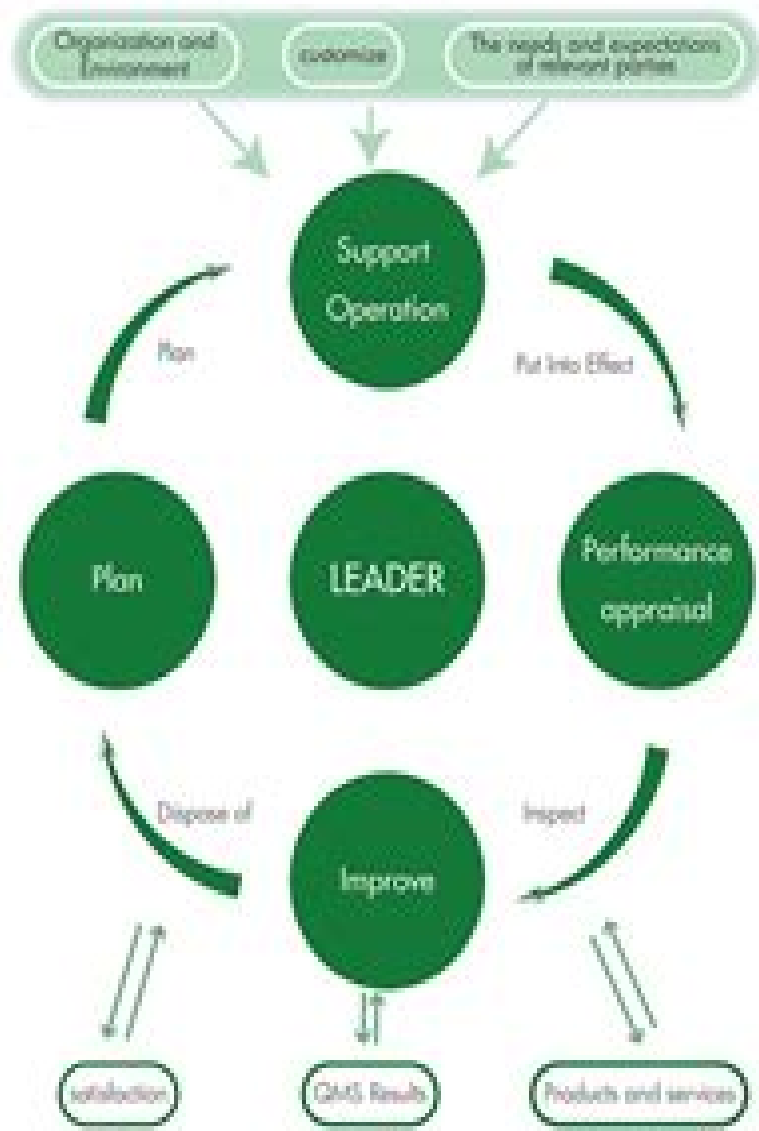 Organization and
Environment
customize
The needs and expectations
of relevant parties
Support
Operation
Plan
Put Into Effect
Plan
LEADER
Performance
appraisal
Dispose of
Inspect
Improve
satisfaction
QMS Results
Products and services